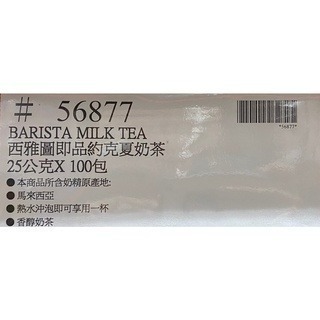 # 56877
*56877*
BARISTA MILK TEA
西雅圖即品約克夏奶茶
25公克X 100包
●本商品所含奶精原產地:
●馬來西亞
●熱水沖泡即可享用一杯
●香醇奶茶